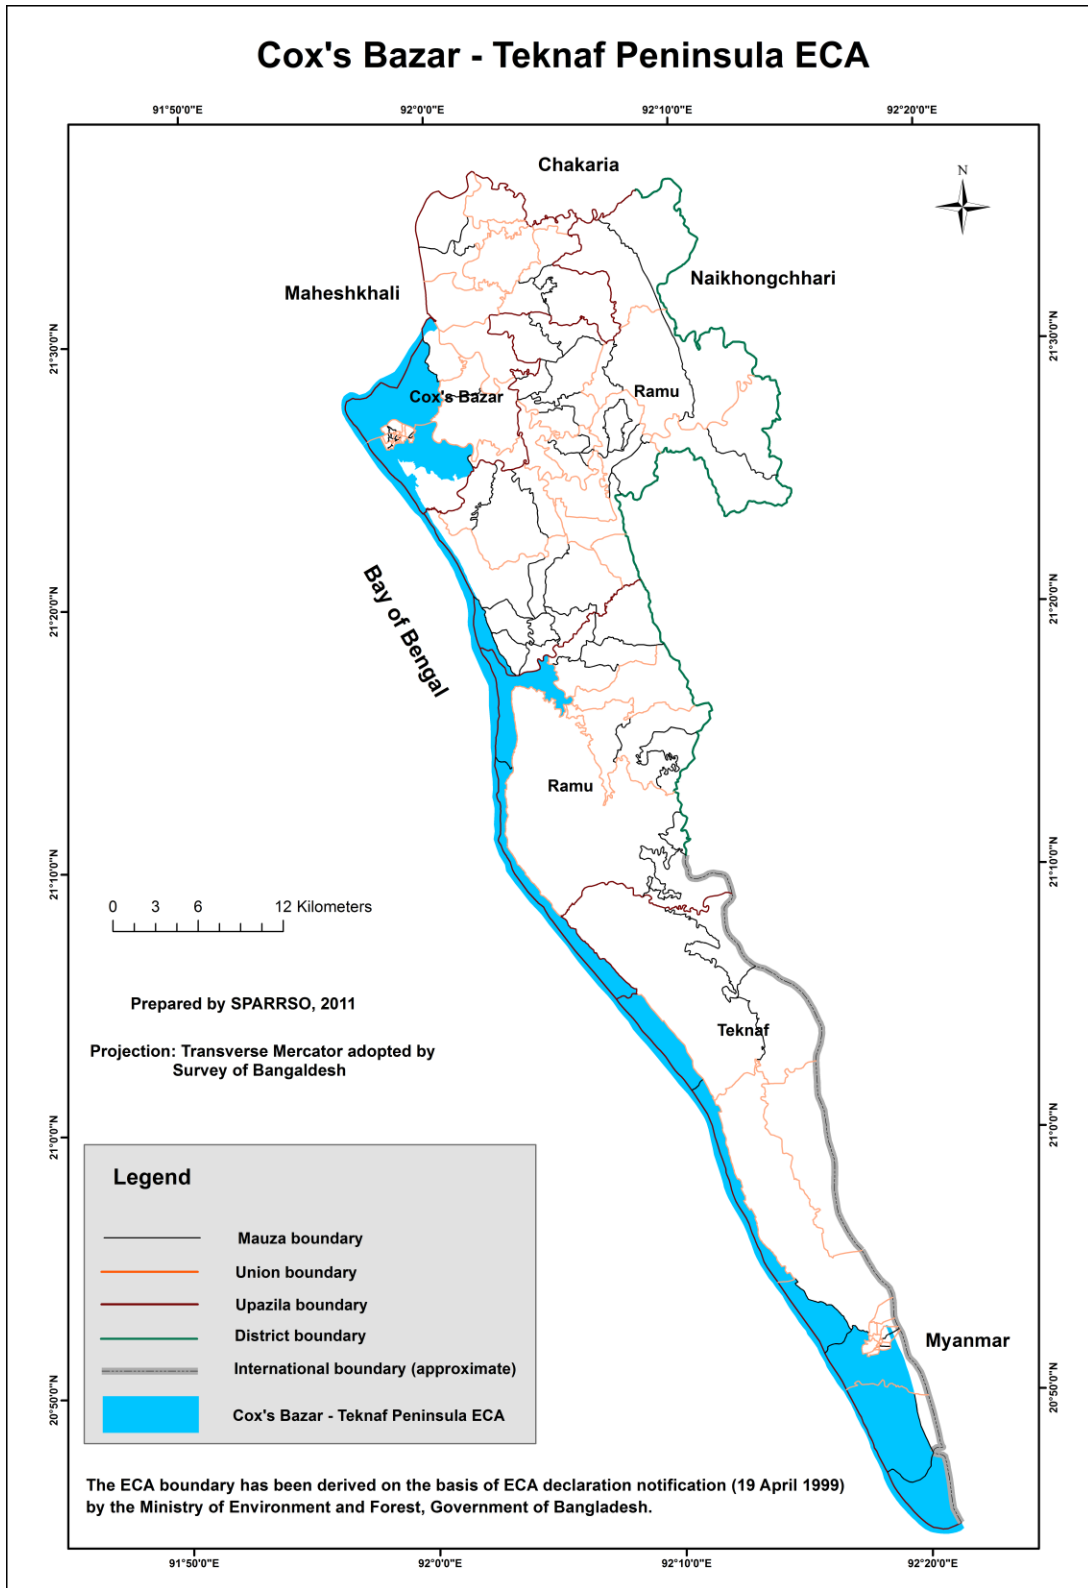 Cox's Bazar - Teknaf Peninsula ECA
91°50'0"E
92°0'0"E
92°10'0"E
92°20'0"E
Chakaria
N
Naikhongchhari
Maheshkhali
21°30'0"N
21°30'0"N
Cox's Bazar
Ramu
Bay of Bengal
21°20'0"N
21°20'0"N
Ramu
21°10'0"N
21°10'0"N
0 3 6 12 Kilometers
Prepared by SPARRSO, 2011
Teknaf
Projection: Transverse Mercator adopted by
Survey of Bangaldesh
21°0'0"N
21°0'0"N
Legend
Mauza boundary
Union boundary
Upazila boundary
District boundary
International boundary (approximate)
Cox's Bazar - Teknaf Peninsula ECA
Myanmar
20°50'0"N
20°50'0"N
The ECA boundary has been derived on the basis of ECA declaration notification (19 April 1999)
by the Ministry of Environment and Forest, Government of Bangladesh.
91°50'0"E
92°0'0"E
92°10'0"E
92°20'0"E